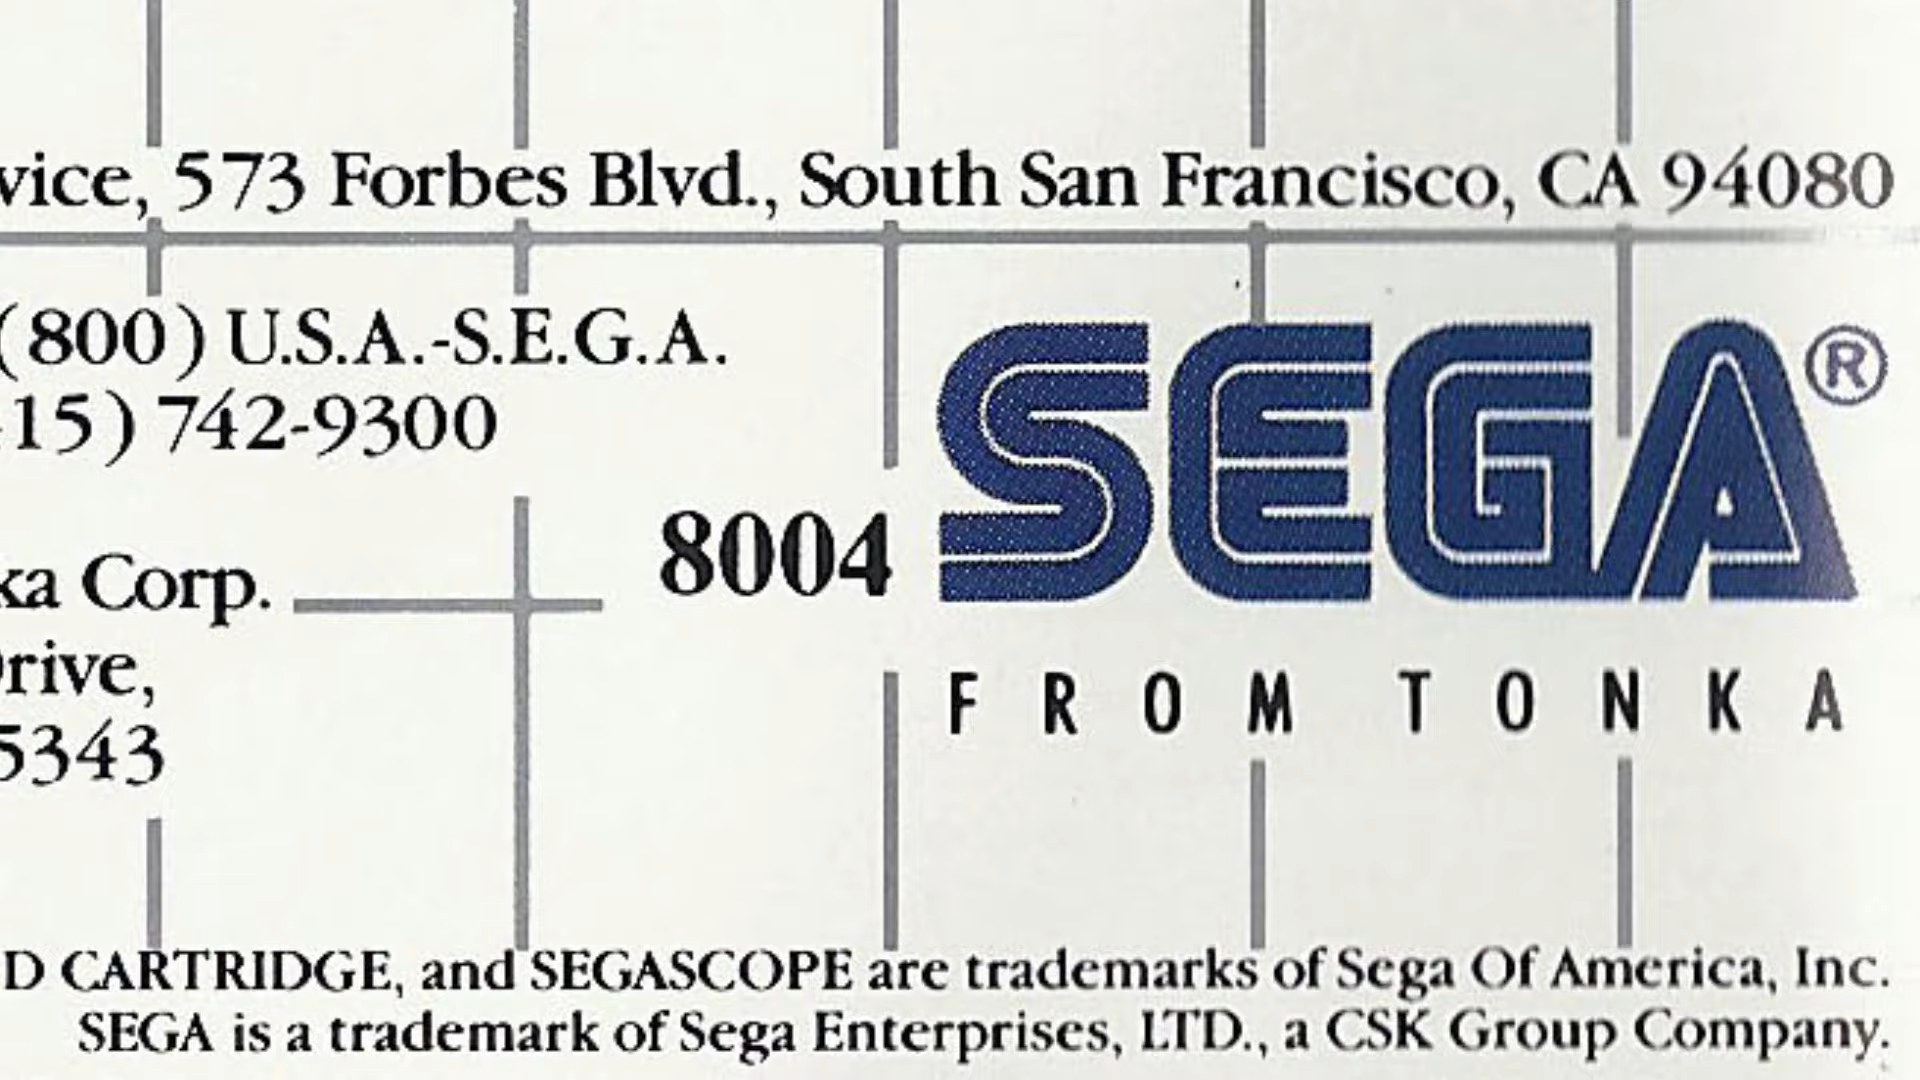 vice, 573 Forbes Blvd., South San Francisco, CA 94080
(800) U.S.A.-S.E.G.A.
15) 742-9300
ka Corp.
8004
SEGA®
Drive,
FROM TONKA
5343
D CARTRIDGE, and SEGASCOPE are trademarks of Sega Of America, Inc.
SEGA is a trademark of Sega Enterprises, LTD., a CSK Group Company.